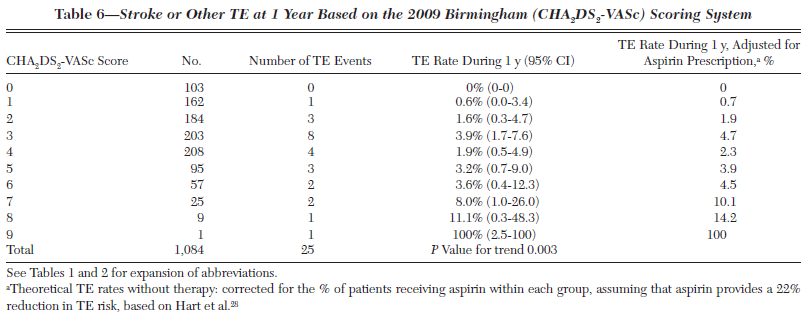 Table 6—Stroke or Other TE at 1 Year Based on the 2009 Birmingham (CHA₂DS₂-VASc) Scoring System
CHA₂DS₂-VASc Score No. Number of TE Events TE Rate During 1 y (95% CI) TE Rate During 1 y, Adjusted for Aspirin Prescription,ᵃ %
0 103 0 0% (0-0) 0
1 162 1 0.6% (0.0-3.4) 0.7
2 184 3 1.6% (0.3-4.7) 1.9
3 203 8 3.9% (1.7-7.6) 4.7
4 208 4 1.9% (0.5-4.9) 2.3
5 95 3 3.2% (0.7-9.0) 3.9
6 57 2 3.6% (0.4-12.3) 4.5
7 25 2 8.0% (1.0-26.0) 10.1
8 9 1 11.1% (0.3-48.3) 14.2
9 1 1 100% (2.5-100) 100
Total 1,084 25 P Value for trend 0.003
See Tables 1 and 2 for expansion of abbreviations.
ᵃTheoretical TE rates without therapy: corrected for the % of patients receiving aspirin within each group, assuming that aspirin provides a 22%
reduction in TE risk, based on Hart et al.²⁸